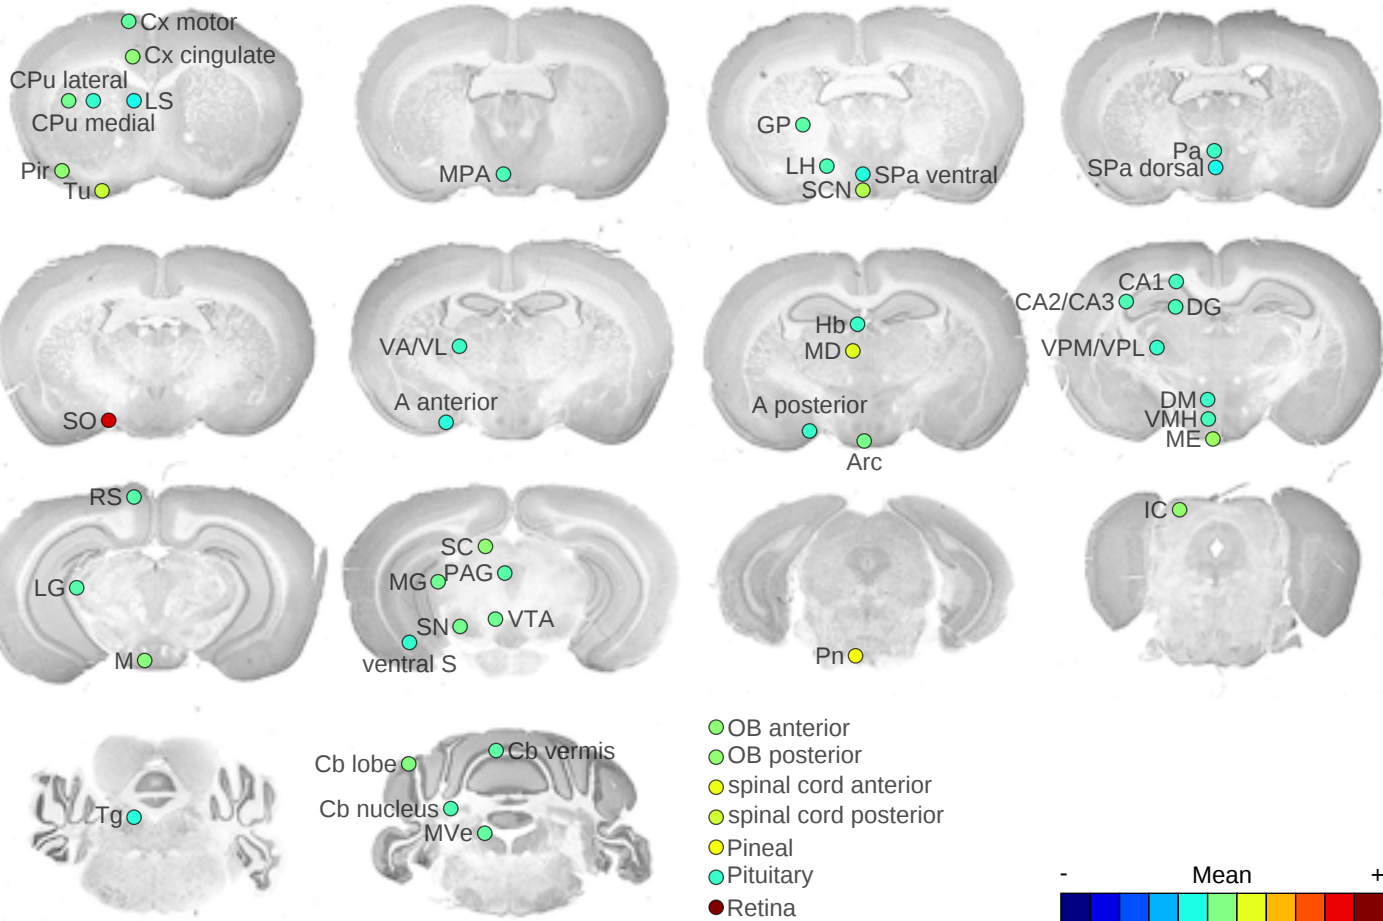 Cx motor
Cx cingulate
CPu lateral
LS
CPu medial
Pir
Tu
MPA
GP
LH
SPa ventral
SCN
Pa
SPa dorsal
SO
VA/VL
A anterior
Hb
MD
A posterior
Arc
CA1
CA2/CA3
DG
VPM/VPL
DM
VMH
ME
RS
LG
M
SC
MG
PAG
SN
VTA
ventral S
Pn
IC
Tg
Cb lobe
Cb vermis
Cb nucleus
MVe
OB anterior
OB posterior
spinal cord anterior
spinal cord posterior
Pineal
Pituitary
Retina
- Mean +